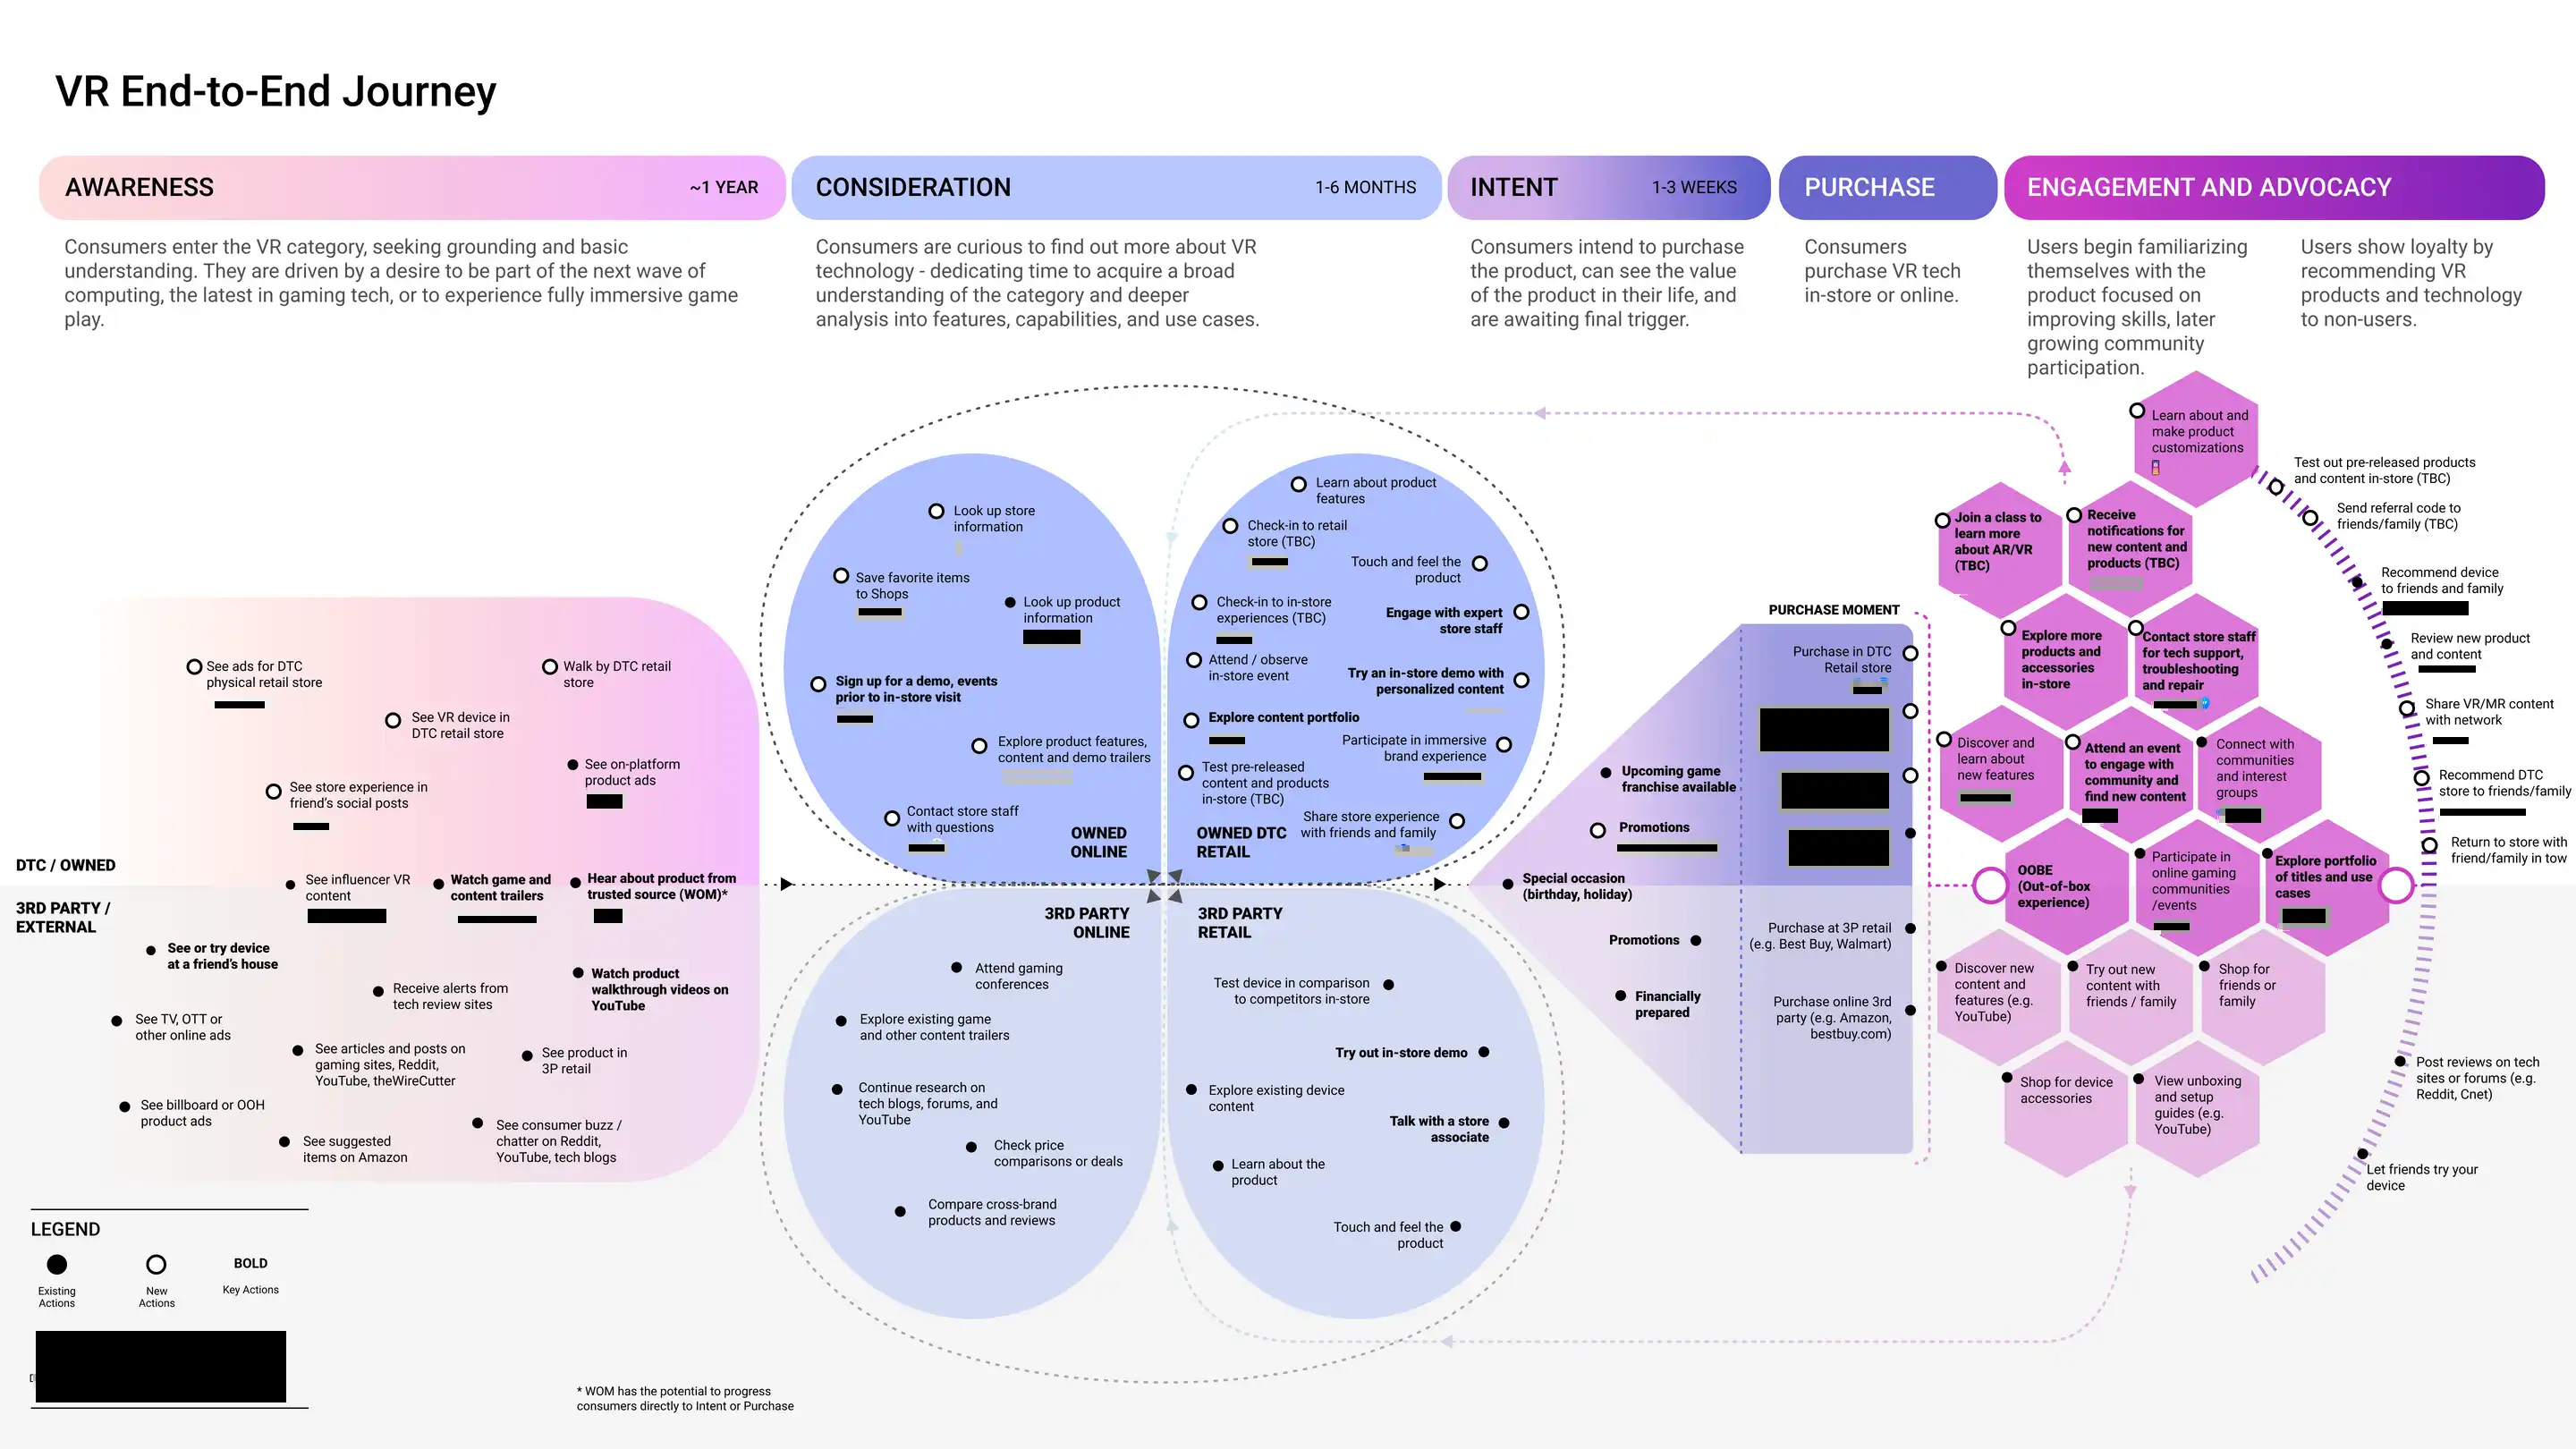 VR End-to-End Journey
AWARENESS
~1 YEAR
Consumers enter the VR category, seeking grounding and basic
understanding. They are driven by a desire to be part of the next wave of
computing, the latest in gaming tech, or to experience fully immersive game
play.
CONSIDERATION
1-6 MONTHS
Consumers are curious to find out more about VR
technology - dedicating time to acquire a broad
understanding of the category and deeper
analysis into features, capabilities, and use cases.
INTENT
1-3 WEEKS
Consumers intend to purchase
the product, can see the value
of the product in their life, and
are awaiting final trigger.
PURCHASE
Consumers
purchase VR tech
in-store or online.
ENGAGEMENT AND ADVOCACY
Users begin familiarizing
themselves with the
product focused on
improving skills, later
growing community
participation.
Users show loyalty by
recommending VR
products and technology
to non-users.
DTC / OWNED
3RD PARTY /
EXTERNAL
See ads for DTC
physical retail store
Walk by DTC retail
store
See VR device in
DTC retail store
See on-platform
product ads
See store experience in
friend's social posts
See influencer VR
content
Watch game and
content trailers
Hear about product from
trusted source (WOM)*
See or try device
at a friend's house
Receive alerts from
tech review sites
Watch product
walkthrough videos on
YouTube
See TV, OTT or
other online ads
See articles and posts on
gaming sites, Reddit,
YouTube, theWireCutter
See product in
3P retail
See billboard or OOH
product ads
See suggested
items on Amazon
See consumer buzz /
chatter on Reddit,
YouTube, tech blogs
Look up store
information
Save favorite items
to Shops
Look up product
information
Sign up for a demo, events
prior to in-store visit
Explore product features,
content and demo trailers
Contact store staff
with questions
OWNED
ONLINE
Learn about product
features
Check-in to retail
store (TBC)
Touch and feel the
product
Check-in to in-store
experiences (TBC)
Engage with expert
store staff
Attend / observe
in-store event
Try an in-store demo with
personalized content
Explore content portfolio
Participate in immersive
brand experience
Test pre-released
content and products
in-store (TBC)
Share store experience
with friends and family
OWNED DTC
RETAIL
3RD PARTY
ONLINE
Attend gaming
conferences
Explore existing game
and other content trailers
Continue research on
tech blogs, forums, and
YouTube
Check price
comparisons or deals
Compare cross-brand
products and reviews
3RD PARTY
RETAIL
Test device in comparison
to competitors in-store
Try out in-store demo
Explore existing device
content
Talk with a store
associate
Learn about the
product
Touch and feel the
product
Upcoming game
franchise available
Promotions
Special occasion
(birthday, holiday)
Promotions
Financially
prepared
PURCHASE MOMENT
Purchase in DTC
Retail store
Purchase at 3P retail
(e.g. Best Buy, Walmart)
Purchase online 3rd
party (e.g. Amazon,
bestbuy.com)
Learn about and
make product
customizations
Join a class to
learn more
about AR/VR
(TBC)
Receive
notifications for
new content and
products (TBC)
Explore more
products and
accessories
in-store
Contact store staff
for tech support,
troubleshooting
and repair
Discover and
learn about
new features
Attend an event
to engage with
community and
find new content
Connect with
communities
and interest
groups
OOBE
(Out-of-box
experience)
Participate in
online gaming
communities
/events
Explore portfolio
of titles and use
cases
Discover new
content and
features (e.g.
YouTube)
Try out new
content with
friends / family
Shop for
friends or
family
Shop for device
accessories
View unboxing
and setup
guides (e.g.
YouTube)
Test out pre-released products
and content in-store (TBC)
Send referral code to
friends/family (TBC)
Recommend device
to friends and family
Review new product
and content
Share VR/MR content
with network
Recommend DTC
store to friends/family
Return to store with
friend/family in tow
Post reviews on tech
sites or forums (e.g.
Reddit, Cnet)
Let friends try your
device
LEGEND
Existing
Actions
New
Actions
BOLD
Key Actions
* WOM has the potential to progress
consumers directly to Intent or Purchase